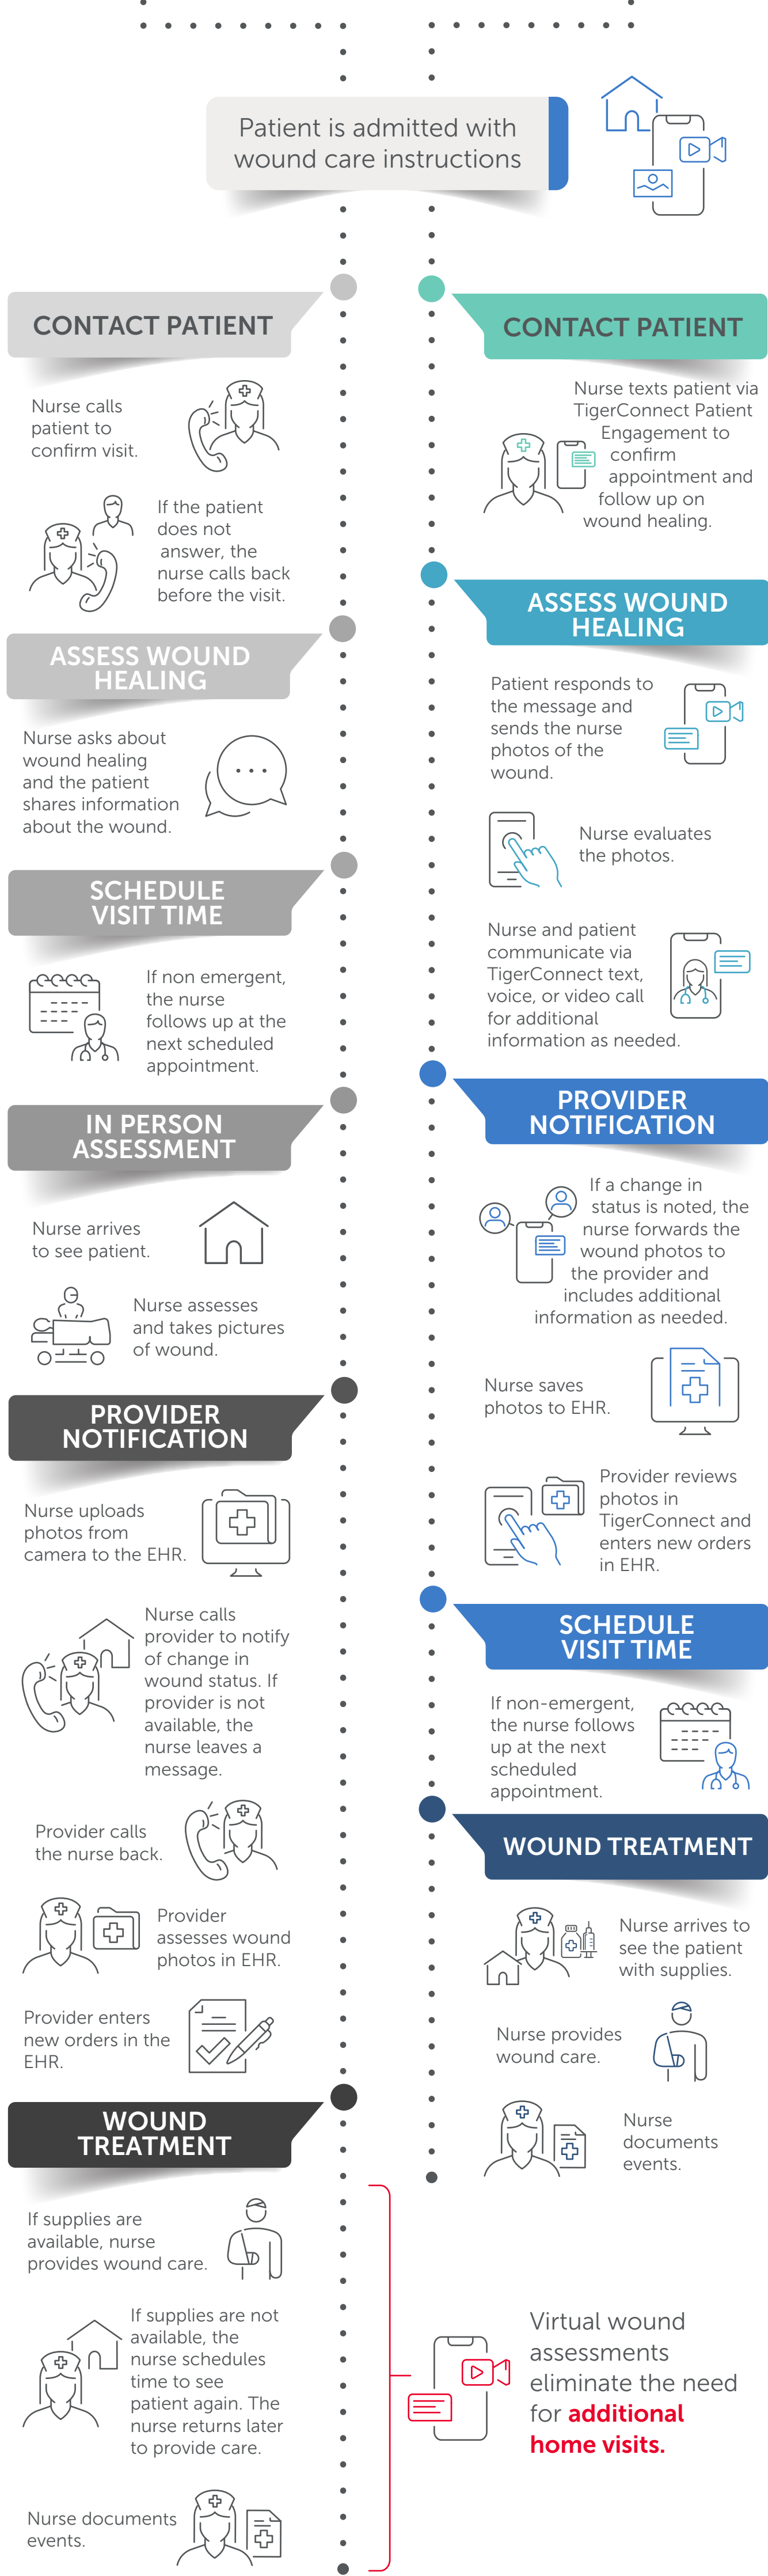 Patient is admitted with
wound care instructions
CONTACT PATIENT
Nurse calls
patient to
confirm visit.
If the patient
does not
answer, the
nurse calls back
before the visit.
ASSESS WOUND
HEALING
Nurse asks about
wound healing
and the patient
shares information
about the wound.
SCHEDULE
VISIT TIME
If non emergent,
the nurse
follows up at the
next scheduled
appointment.
IN PERSON
ASSESSMENT
Nurse arrives
to see patient.
Nurse assesses
and takes pictures
of wound.
PROVIDER
NOTIFICATION
Nurse uploads
photos from
camera to the EHR.
Nurse calls
provider to notify
of change in
wound status. If
provider is not
available, the
nurse leaves a
message.
Provider calls
the nurse back.
Provider
assesses wound
photos in EHR.
Provider enters
new orders in the
EHR.
WOUND
TREATMENT
If supplies are
available, nurse
provides wound care.
If supplies are not
available, the
nurse schedules
time to see
patient again. The
nurse returns later
to provide care.
Nurse documents
events.
CONTACT PATIENT
Nurse texts patient via
TigerConnect Patient
Engagement to
confirm
appointment and
follow up on
wound healing.
ASSESS WOUND
HEALING
Patient responds to
the message and
sends the nurse
photos of the
wound.
Nurse evaluates
the photos.
Nurse and patient
communicate via
TigerConnect text,
voice, or video call
for additional
information as needed.
PROVIDER
NOTIFICATION
If a change in
status is noted, the
nurse forwards the
wound photos to
the provider and
includes additional
information as needed.
Nurse saves
photos to EHR.
Provider reviews
photos in
TigerConnect and
enters new orders
in EHR.
SCHEDULE
VISIT TIME
If non-emergent,
the nurse follows
up at the next
scheduled
appointment.
WOUND TREATMENT
Nurse arrives to
see the patient
with supplies.
Nurse provides
wound care.
Nurse
documents
events.
Virtual wound
assessments
eliminate the need
for additional
home visits.